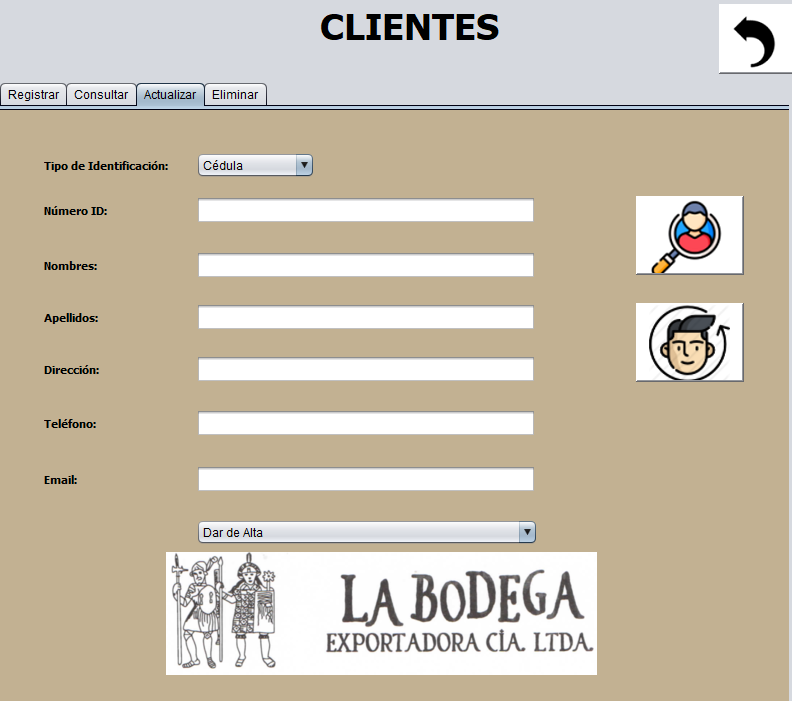 CLIENTES
Registrar Consultar Actualizar Eliminar
Tipo de Identificación: Cédula
Número ID:
Nombres:
Apellidos:
Dirección:
Teléfono:
Email:
Dar de Alta
LA BODEGA
EXPORTADORA CÍA. LTDA.